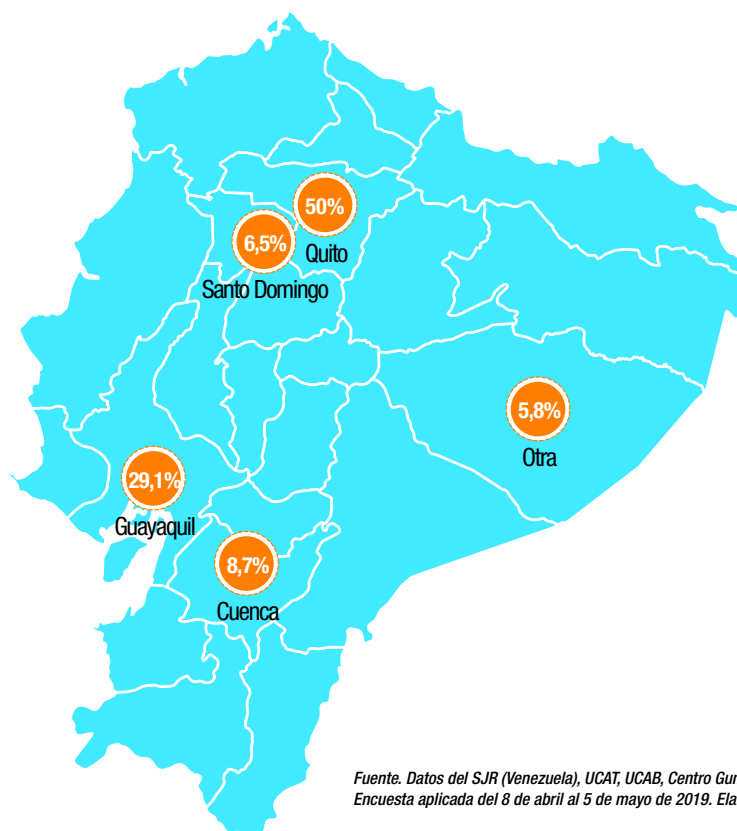 50%
Quito
6,5%
Santo Domingo
5,8%
Otra
29,1%
Guayaquil
8,7%
Cuenca
Fuente. Datos del SJR (Venezuela), UCAT, UCAB, Centro
Encuesta aplicada del 8 de abril al 5 de mayo de 2019.